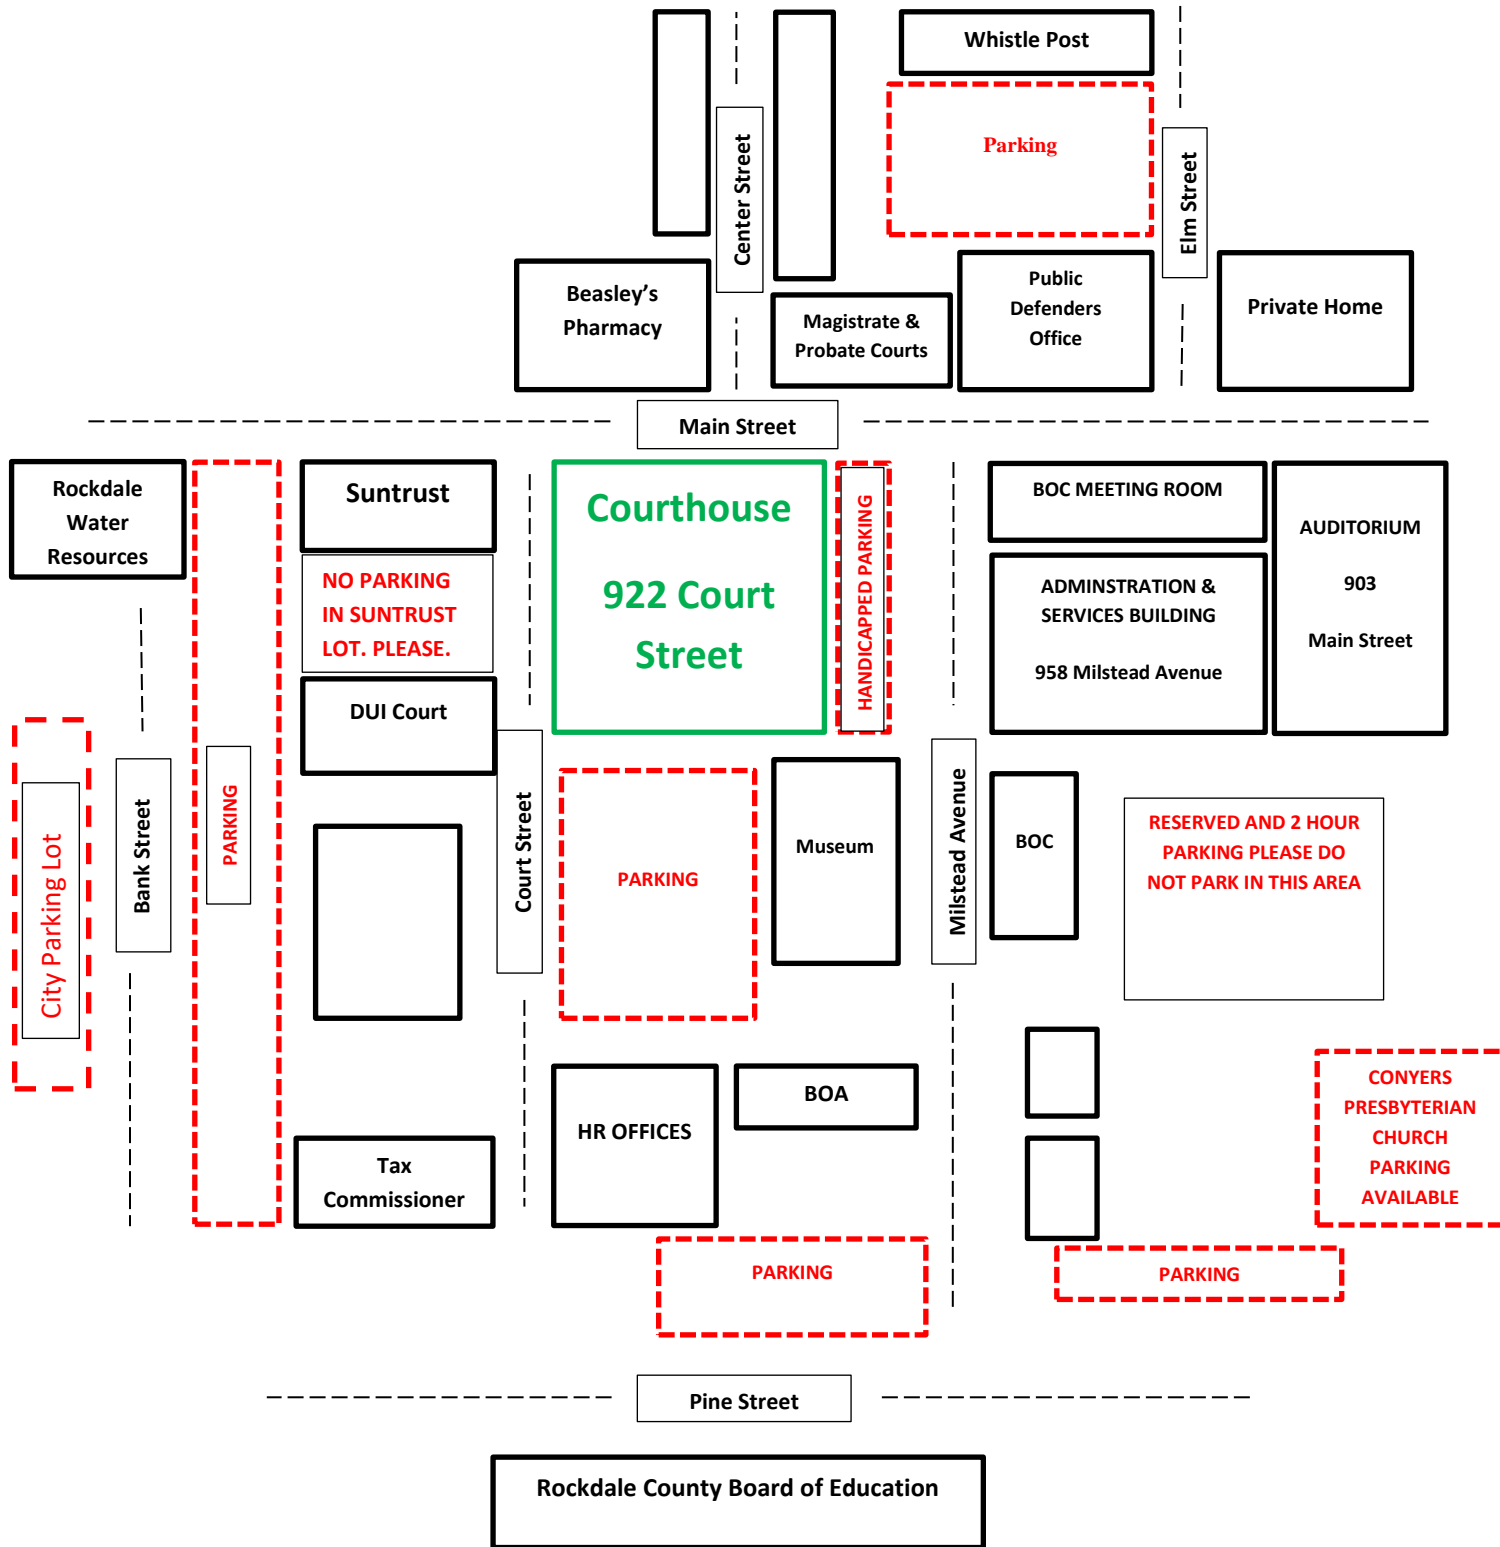 Whistle Post
Parking
Center Street
Elm Street
Beasley’s
Pharmacy
Magistrate &
Probate Courts
Public
Defenders
Office
Private Home
Main Street
Rockdale
Water
Resources
Suntrust
NO PARKING
IN SUNTRUST
LOT. PLEASE.
DUI Court
Courthouse
922 Court
Street
HANDICAPPED PARKING
BOC MEETING ROOM
ADMINSTRATION &
SERVICES BUILDING
958 Milstead Avenue
AUDITORIUM
903
Main Street
City Parking Lot
Bank Street
PARKING
Court Street
PARKING
Museum
Milstead Avenue
BOC
RESERVED AND 2 HOUR
PARKING PLEASE DO
NOT PARK IN THIS AREA
Tax
Commissioner
HR OFFICES
BOA
CONYERS
PRESBYTERIAN
CHURCH
PARKING
AVAILABLE
PARKING
PARKING
Pine Street
Rockdale County Board of Education